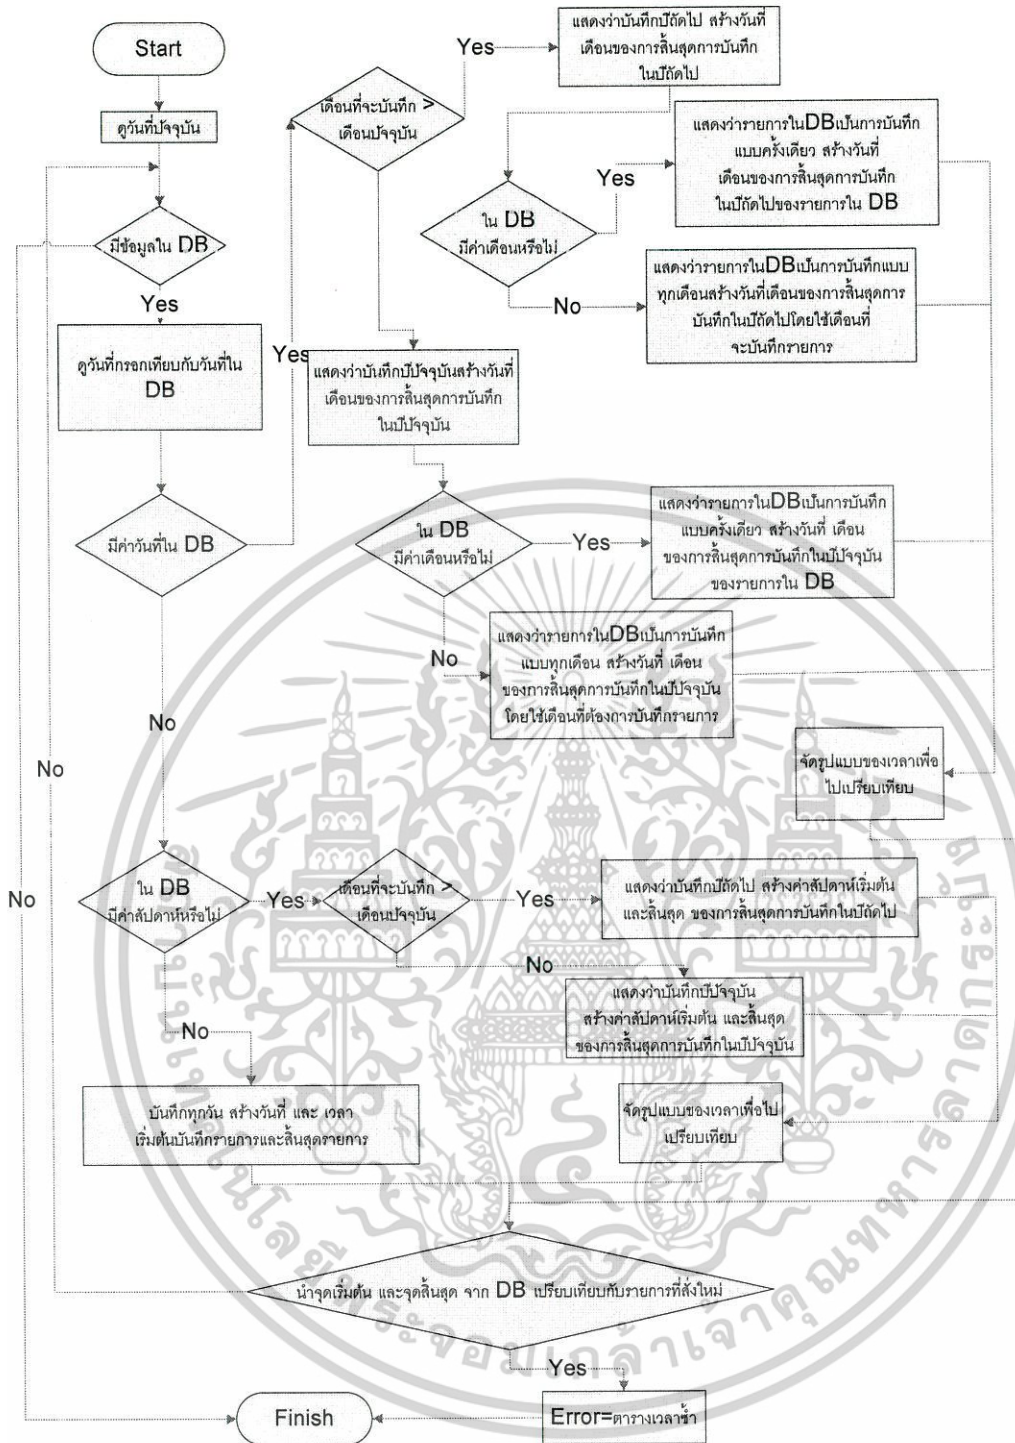 Start
ดูวันที่ปัจจุบัน
มีข้อมูลใน DB
Yes
ดูวันที่กรอกเทียบกับวันที่ใน
DB
มีค่าวันที่ใน DB
Yes
เดือนที่จะบันทึก >
เดือนปัจจุบัน
Yes
แสดงว่าบันทึกปีถัดไป สร้างวันที่
เดือนของการสิ้นสุดการบันทึก
ในปีถัดไป
ใน DB
มีค่าเดือนหรือไม่
Yes
แสดงว่ารายการในDBเป็นการบันทึก
แบบครั้งเดียว สร้างวันที่
เดือนของการสิ้นสุดการบันทึก
ในปีถัดไปของรายการใน DB
No
แสดงว่ารายการในDBเป็นการบันทึกแบบ
ทุกเดือนสร้างวันที่เดือนของการสิ้นสุดการ
บันทึกในปีถัดไปโดยใช้เดือนที่
จะบันทึกรายการ
แสดงว่าบันทึกปีปัจจุบันสร้างวันที่
เดือนของการสิ้นสุดการบันทึก
ในปีปัจจุบัน
ใน DB
มีค่าเดือนหรือไม่
Yes
แสดงว่ารายการในDBเป็นการบันทึก
แบบครั้งเดียว สร้างวันที่ เดือน
ของการสิ้นสุดการบันทึกในปีปัจจุบัน
ของรายการใน DB
No
แสดงว่ารายการในDBเป็นการบันทึก
แบบทุกเดือน สร้างวันที่ เดือน
ของการสิ้นสุดการบันทึกในปีปัจจุบัน
โดยใช้เดือนที่ต้องการบันทึกรายการ
จัดรูปแบบของเวลาเพื่อ
ไปเปรียบเทียบ
No
No
No
ใน DB
มีค่าสัปดาห์หรือไม่
Yes
เดือนที่จะบันทึก >
เดือนปัจจุบัน
Yes
แสดงว่าบันทึกปีถัดไป สร้างค่าสัปดาห์เริ่มต้น
และสิ้นสุด ของการสิ้นสุดการบันทึกในปีถัดไป
No
แสดงว่าบันทึกปีปัจจุบัน
สร้างค่าสัปดาห์เริ่มต้น และสิ้นสุด
ของการสิ้นสุดการบันทึกในปีปัจจุบัน
No
บันทึกทุกวัน สร้างวันที่ และ เวลา
เริ่มต้นบันทึกรายการและสิ้นสุดรายการ
จัดรูปแบบของเวลาเพื่อไป
เปรียบเทียบ
นำจุดเริ่มต้น และจุดสิ้นสุด จาก DB เปรียบเทียบกับรายการที่สั่งใหม่
Yes
Error=ตารางเวลาซ้ำ
Finish
สถาบันเทคโนโลยีพระจอมเกล้าเจ้าคุณทหารลาดกระบัง